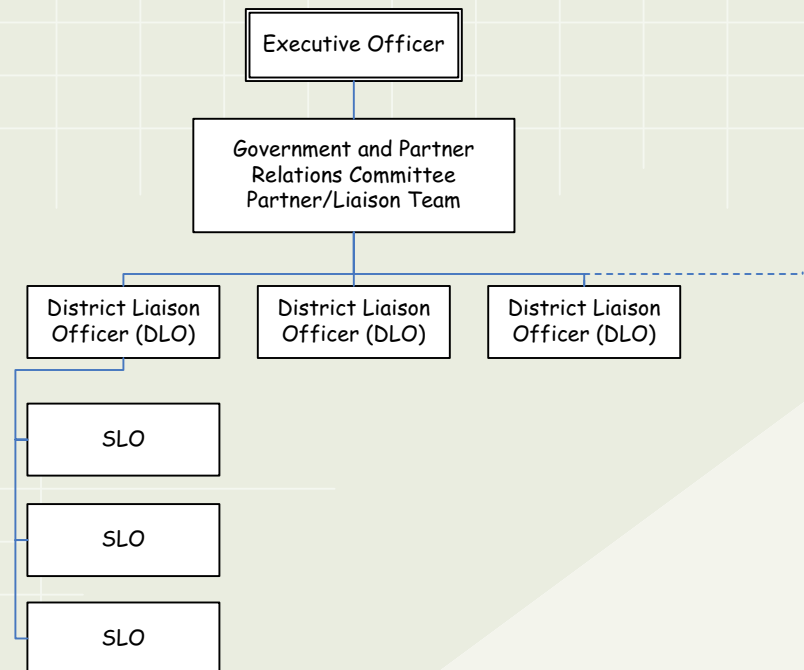 Executive Officer
Government and Partner
Relations Committee
Partner/Liaison Team
District Liaison
Officer (DLO)
District Liaison
Officer (DLO)
District Liaison
Officer (DLO)
SLO
SLO
SLO